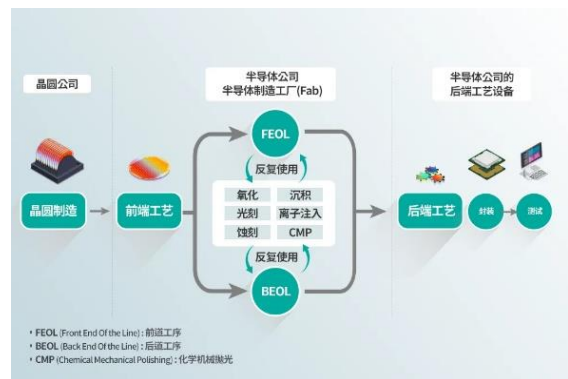 晶圆公司
半导体公司
半导体制造工厂(Fab)
半导体公司的
后端工艺设备
FEOL
反复使用
氧化 沉积
晶圆制造 前端工艺 光刻 离子注入 后端工艺 封装 测试
蚀刻 CMP
反复使用
BEOL
• FEOL (Front End Of the Line) : 前道工序
• BEOL (Back End Of the Line) : 后道工序
• CMP (Chemical Mechanical Polishing) : 化学机械抛光